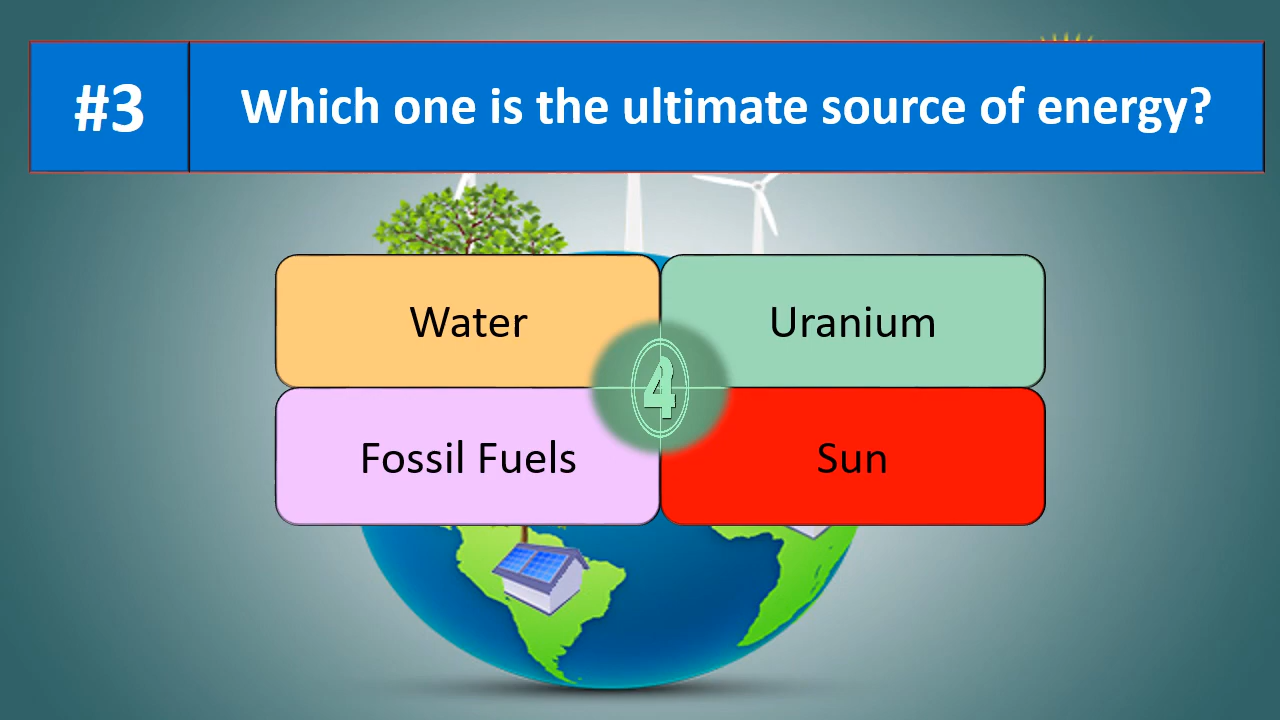 #3
Which one is the ultimate source of energy?
Water
Uranium
4
Fossil Fuels
Sun